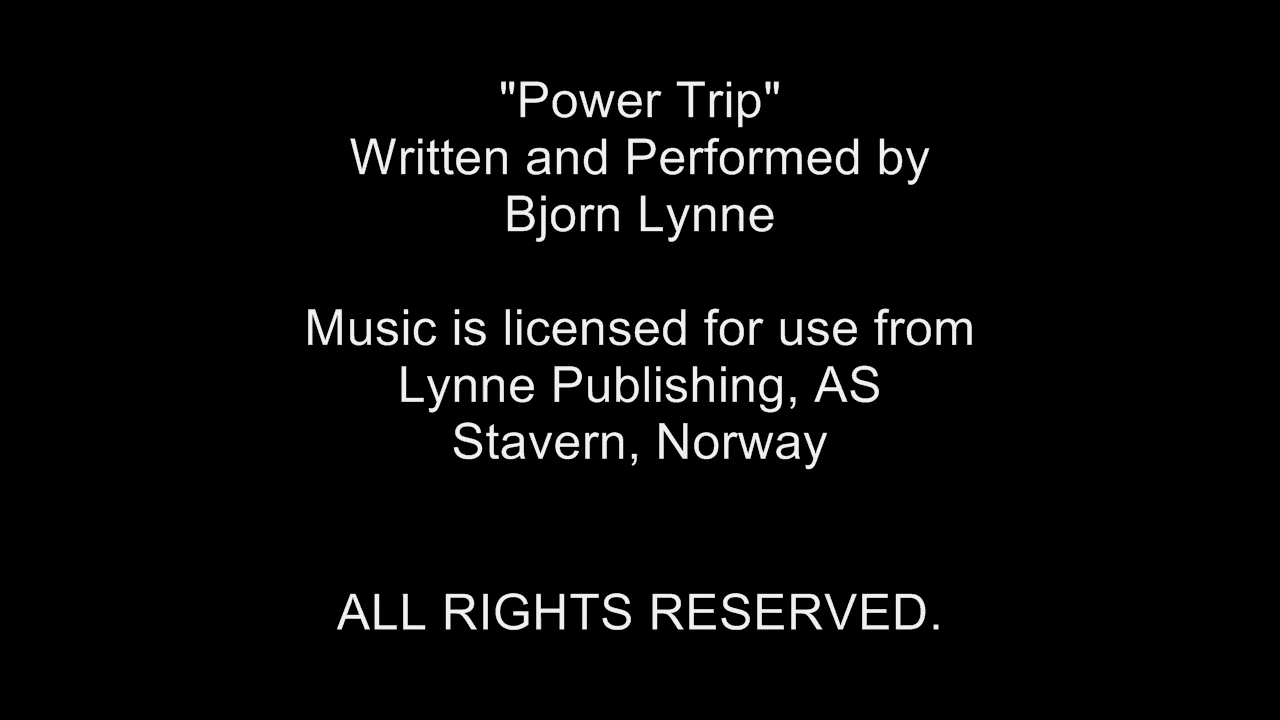 "Power Trip"
Written and Performed by
Bjorn Lynne
Music is licensed for use from
Lynne Publishing, AS
Stavern, Norway
ALL RIGHTS RESERVED.